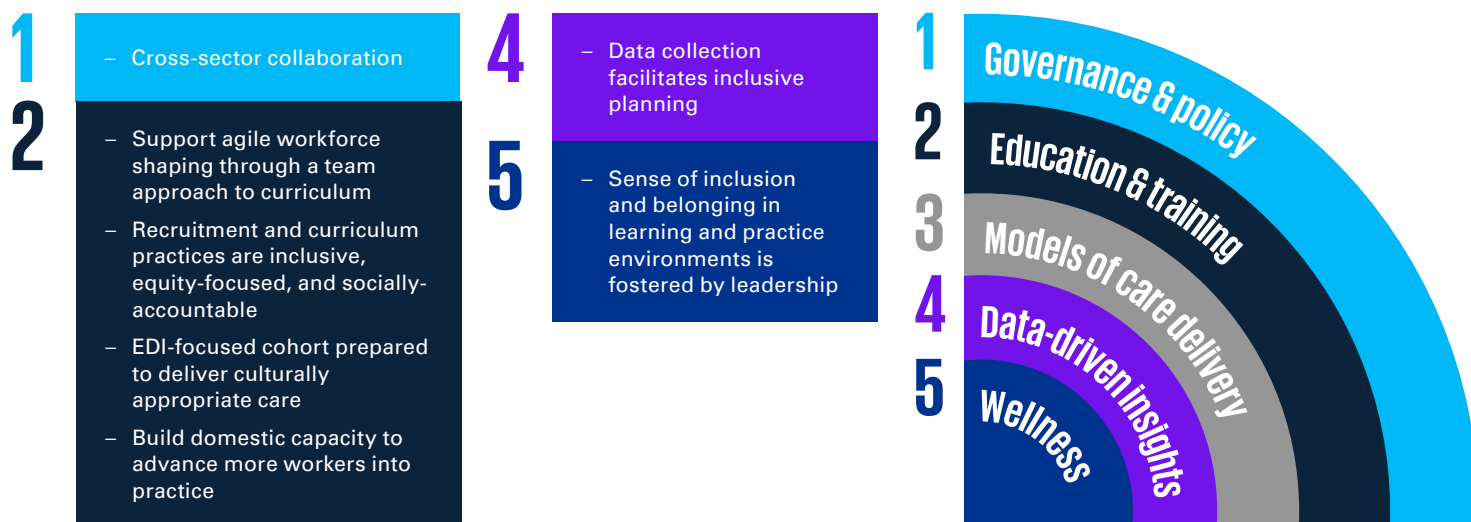 1
– Cross-sector collaboration
2
– Support agile workforce
shaping through a team
approach to curriculum
– Recruitment and curriculum
practices are inclusive,
equity-focused, and socially-
accountable
– EDI-focused cohort prepared
to deliver culturally
appropriate care
– Build domestic capacity to
advance more workers into
practice
4
– Data collection
facilitates inclusive
planning
5
– Sense of inclusion
and belonging in
learning and practice
environments is
fostered by leadership
1
Governance & policy
2
Education & training
3
Models of care delivery
4
Data-driven insights
5
Wellness